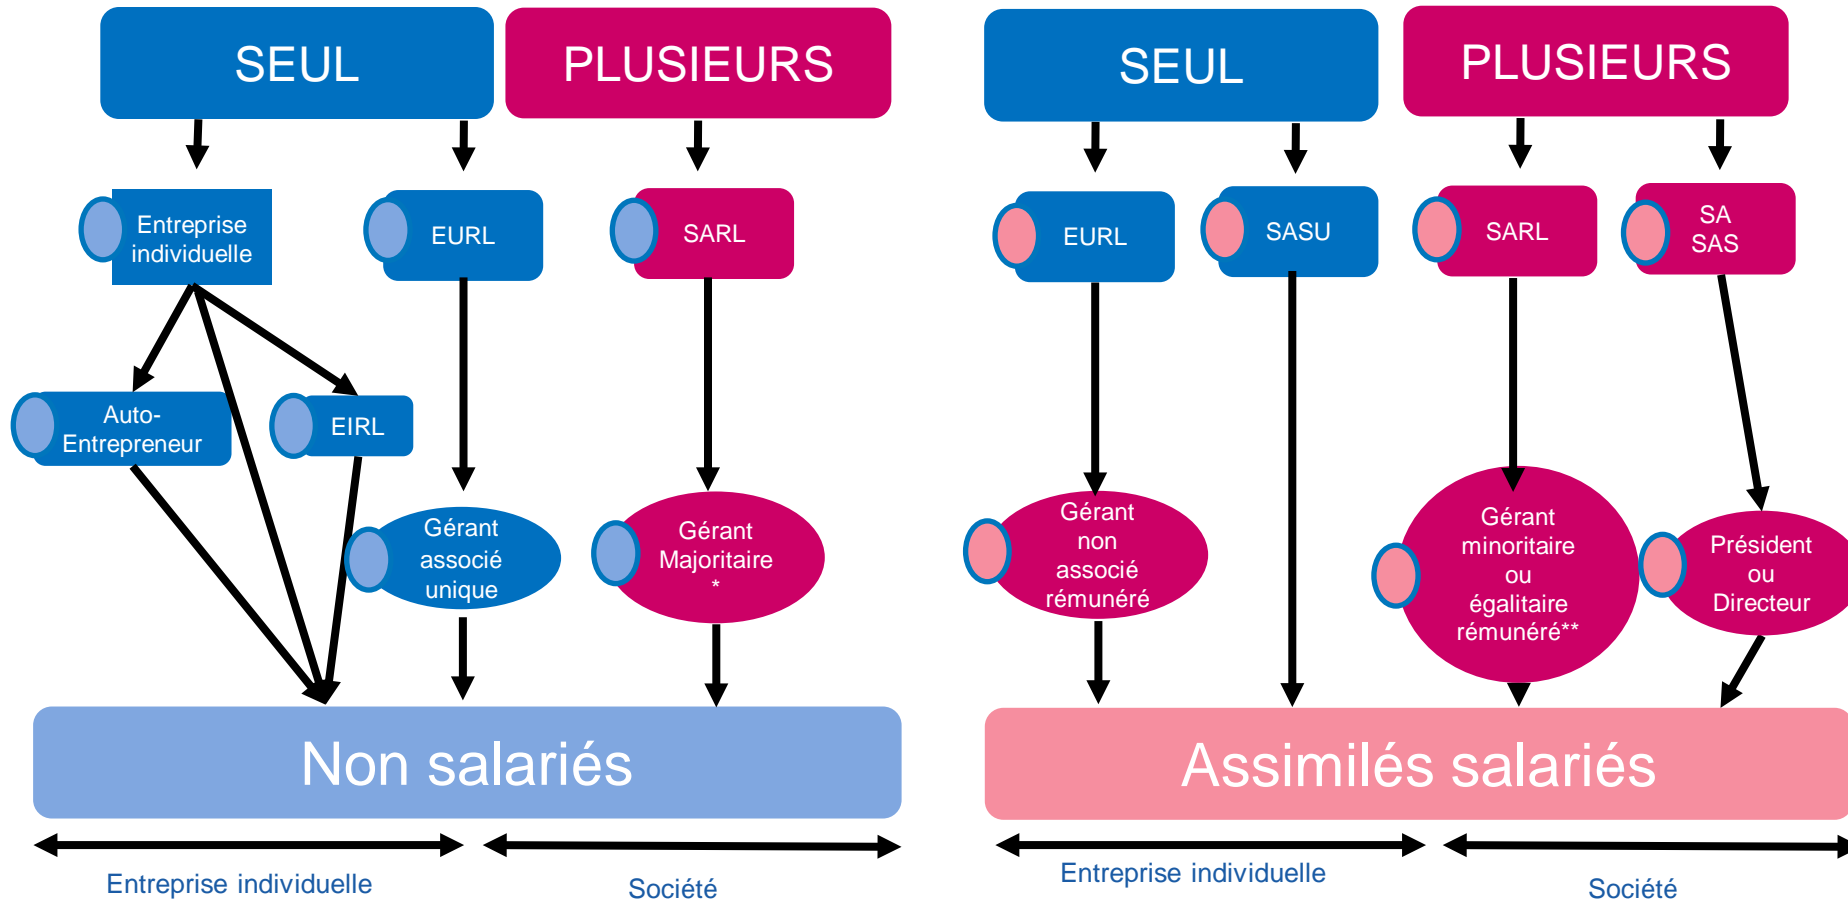 SEUL
PLUSIEURS
Entreprise
individuelle
EURL
SARL
Auto-
Entrepreneur
EIRL
Gérant
associé
unique
Gérant
Majoritaire
*
Non salariés
Entreprise individuelle
Société
SEUL
PLUSIEURS
EURL
SASU
SARL
SA
SAS
Gérant
non
associé
rémunéré
Gérant
minoritaire
ou
égalitaire
rémunéré**
Président
ou
Directeur
Assimilés salariés
Entreprise individuelle
Société